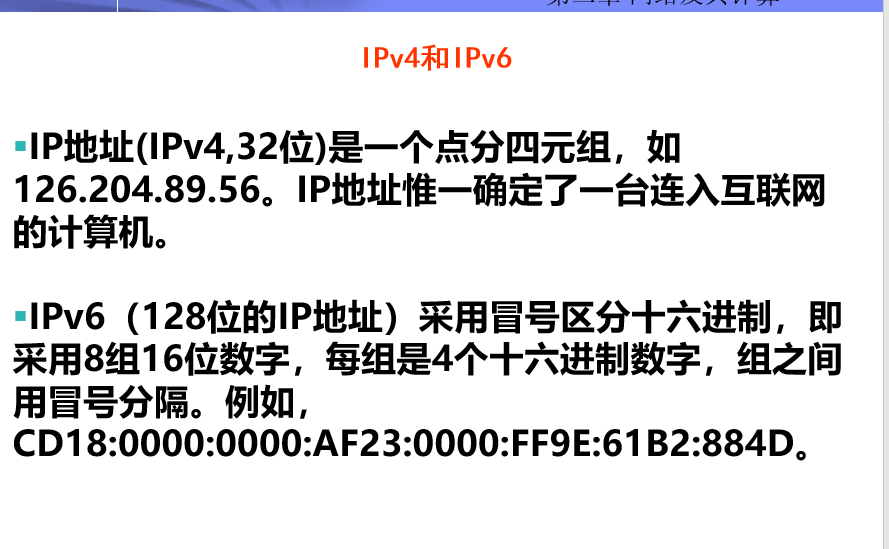 IPv4和IPv6
▪IP地址(IPv4,32位)是一个点分四元组，如
126.204.89.56。IP地址惟一确定了一台连入互联网
的计算机。
▪IPv6（128位的IP地址）采用冒号区分十六进制，即
采用8组16位数字，每组是4个十六进制数字，组之间
用冒号分隔。例如，
CD18:0000:0000:AF23:0000:FF9E:61B2:884D。